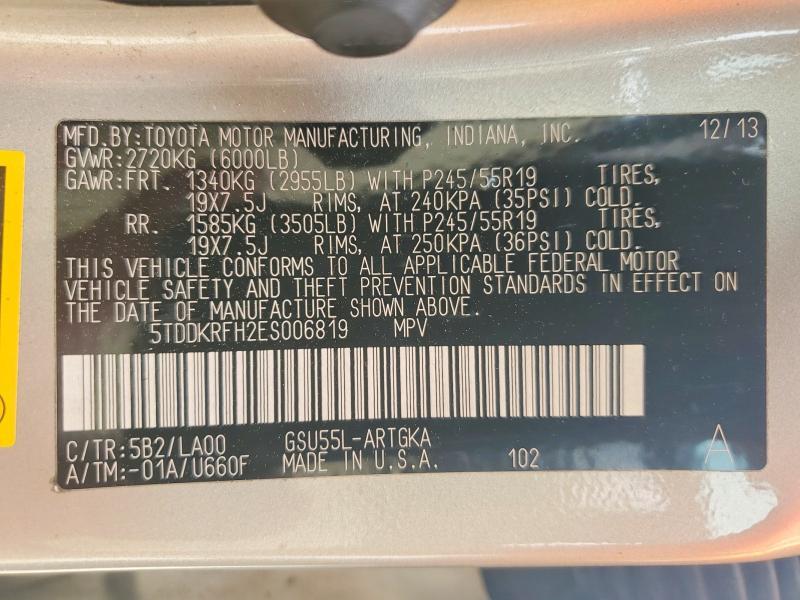 MFD.BY:TOYOTA MOTOR MANUFACTURING, INDIANA, INC. 12/13
GVWR:2720KG (6000LB)
GAWR:FRT. 1340KG (2955LB) WITH P245/55R19 TIRES,
19X7.5J RIMS, AT 240KPA (35PSI) COLD.
RR. 1585KG (3505LB) WITH P245/55R19 TIRES,
19X7.5J RIMS, AT 250KPA (36PSI) COLD.
THIS VEHICLE CONFORMS TO ALL APPLICABLE FEDERAL MOTOR
VEHICLE SAFETY AND THEFT PREVENTION STANDARDS IN EFFECT ON
THE DATE OF MANUFACTURE SHOWN ABOVE.
5TDDKRFH2ES006819 MPV
C/TR:5B2/LA00 GSU55L-ARTGKA
A/TM:-01A/U660F MADE IN U.S.A. 102 A